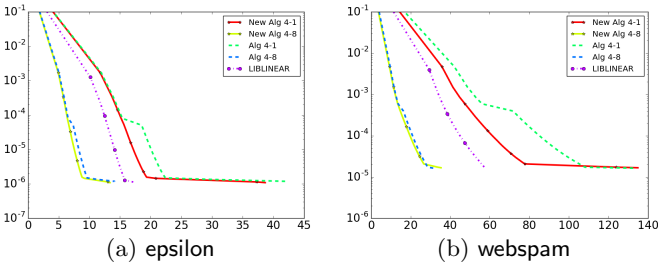 10^-1
10^-2
10^-3
10^-4
10^-5
10^-6
10^-7
0 5 10 15 20 25 30 35 40 45
New Alg 4-1
New Alg 4-8
Alg 4-1
Alg 4-8
LIBLINEAR
(a) epsilon
10^-1
10^-2
10^-3
10^-4
10^-5
10^-6
0 20 40 60 80 100 120 140
New Alg 4-1
New Alg 4-8
Alg 4-1
Alg 4-8
LIBLINEAR
(b) webspam